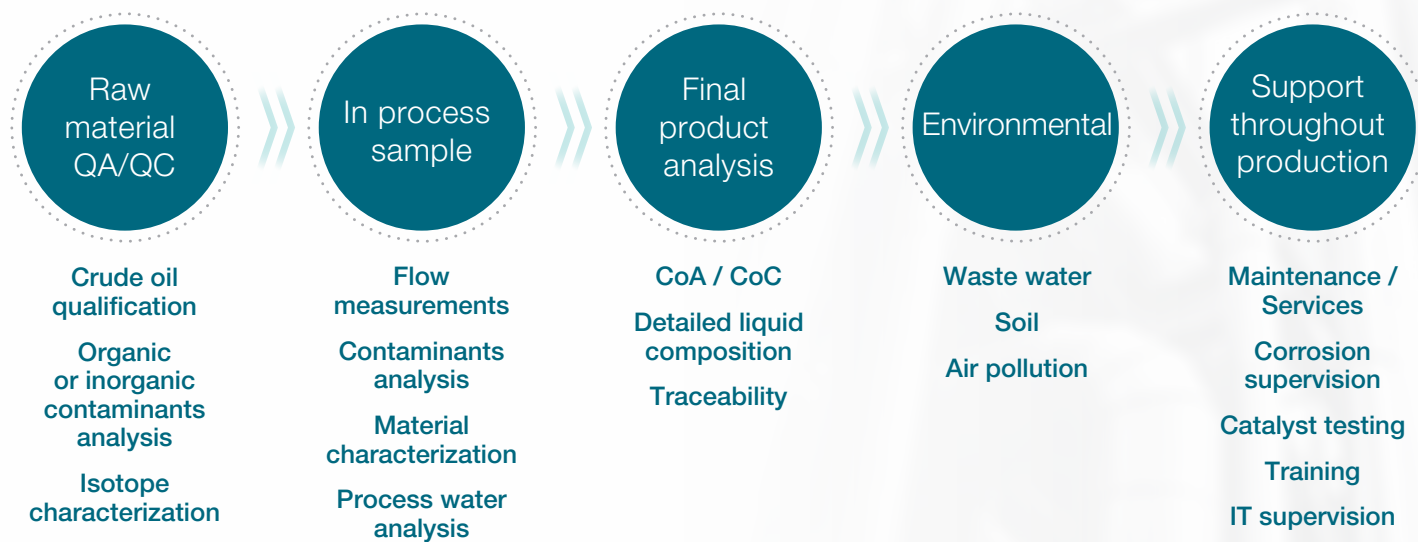 Raw
material
QA/QC
In process
sample
Final
product
analysis
Environmental
Support
throughout
production
Crude oil
qualification
Organic
or inorganic
contaminants
analysis
Isotope
characterization
Flow
measurements
Contaminants
analysis
Material
characterization
Process water
analysis
CoA / CoC
Detailed liquid
composition
Traceability
Waste water
Soil
Air pollution
Maintenance /
Services
Corrosion
supervision
Catalyst testing
Training
IT supervision